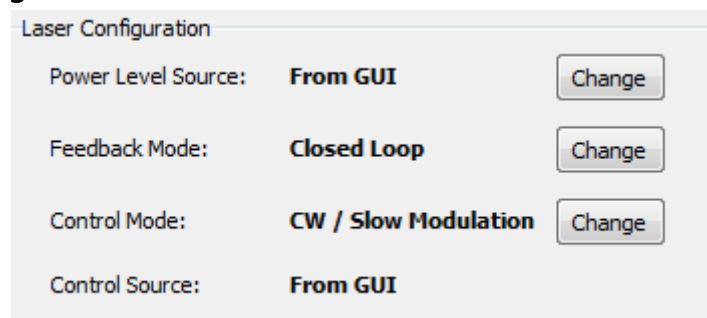 Laser Configuration
Power Level Source: From GUI Change
Feedback Mode: Closed Loop Change
Control Mode: CW / Slow Modulation Change
Control Source: From GUI